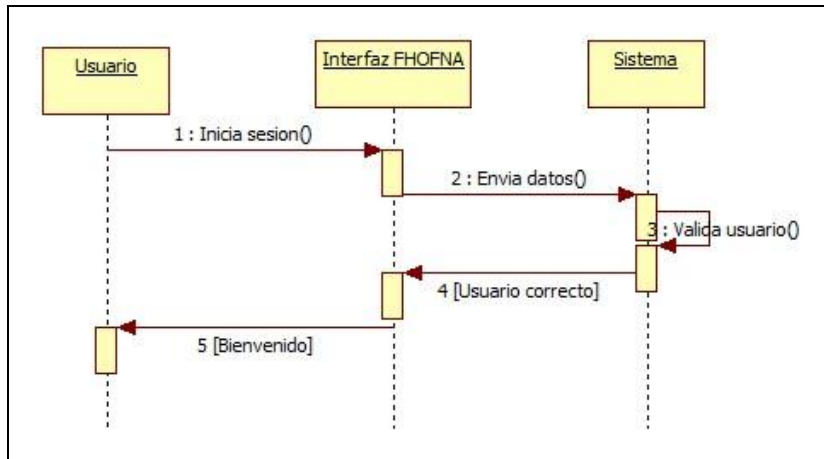 Usuario
Interfaz FHOFNA
Sistema
1 : Inicia sesion()
2 : Envia datos()
3 : Valida usuario()
4 [Usuario correcto]
5 [Bienvenido]